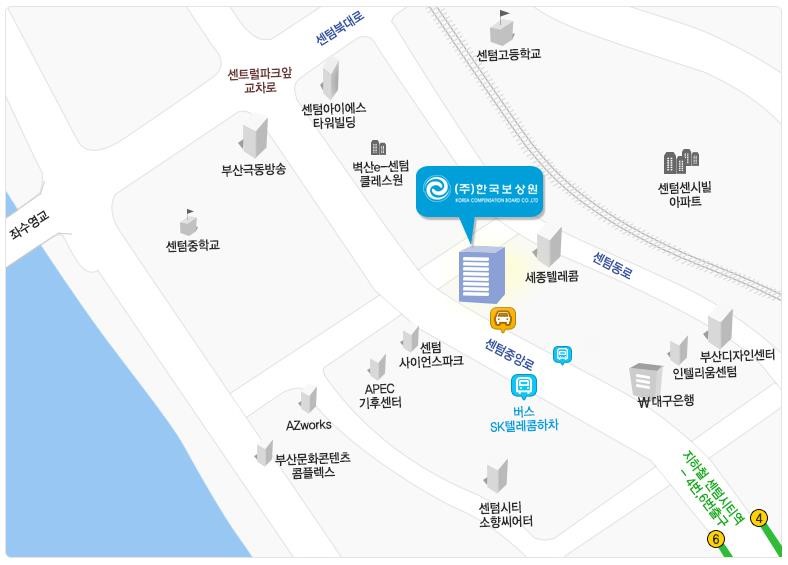 센텀북대로
센텀고등학교
센트럴파크앞
교차로
센텀아이에스
타워빌딩
부산극동방송
벽산e-센텀
클레스원
(주)한국보상원
KOREA COMPENSATION BOARD CO.,LTD
센텀센시빌
아파트
좌수영교
센텀중학교
세종텔레콤
센텀동로
센텀
사이언스파크
센텀중앙로
부산디자인센터
인텔리움센텀
APEC
기후센터
₩대구은행
버스
SK텔레콤하차
AZworks
부산문화콘텐츠
콤플렉스
지하철 센텀시티역
- 4번,6번출구
센텀시티
소향씨어터
4
6